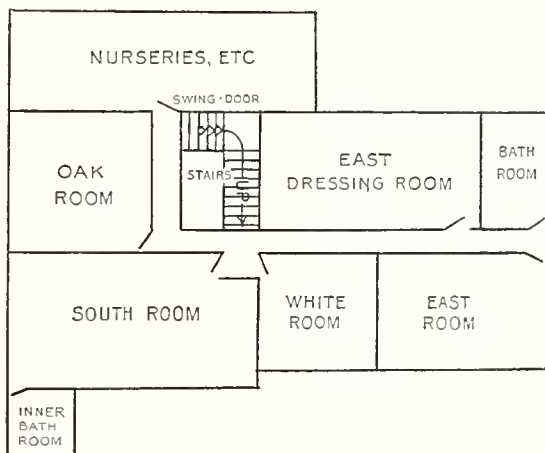 NURSERIES, ETC
SWING-DOOR
OAK
ROOM
STAIRS
UP
EAST
DRESSING ROOM
BATH
ROOM
SOUTH ROOM
WHITE
ROOM
EAST
ROOM
INNER
BATH
ROOM